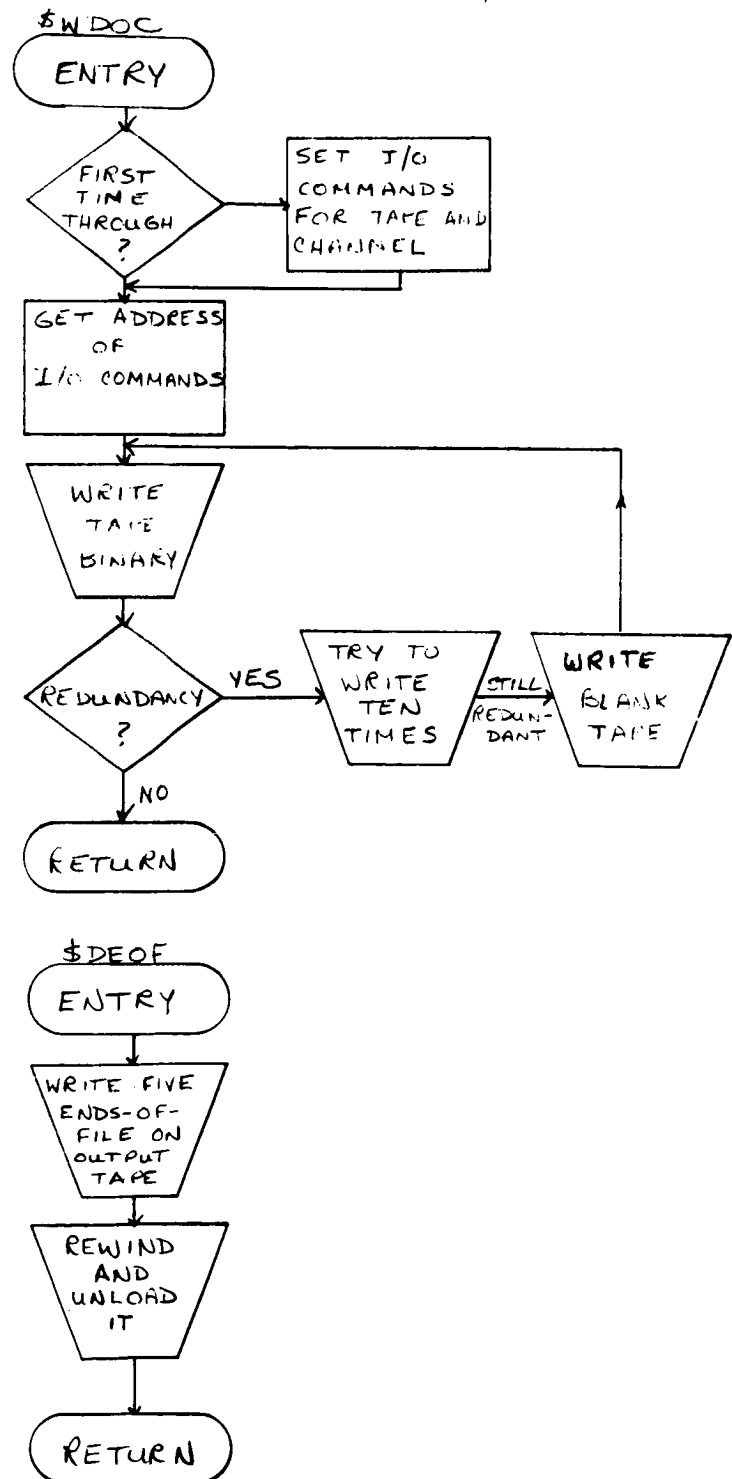 $WDOC
ENTRY
FIRST
TIME
THROUGH
?
SET I/O
COMMANDS
FOR TAPE AND
CHANNEL
GET ADDRESS
OF
I/O COMMANDS
WRITE
TAPE
BINARY
REDUNDANCY
?
YES
TRY TO
WRITE
TEN
TIMES
STILL
REDUN-
DANT
WRITE
BLANK
TAPE
NO
RETURN
$DEOF
ENTRY
WRITE FIVE
ENDS-OF-
FILE ON
OUTPUT
TAPE
REWIND
AND
UNLOAD
IT
RETURN